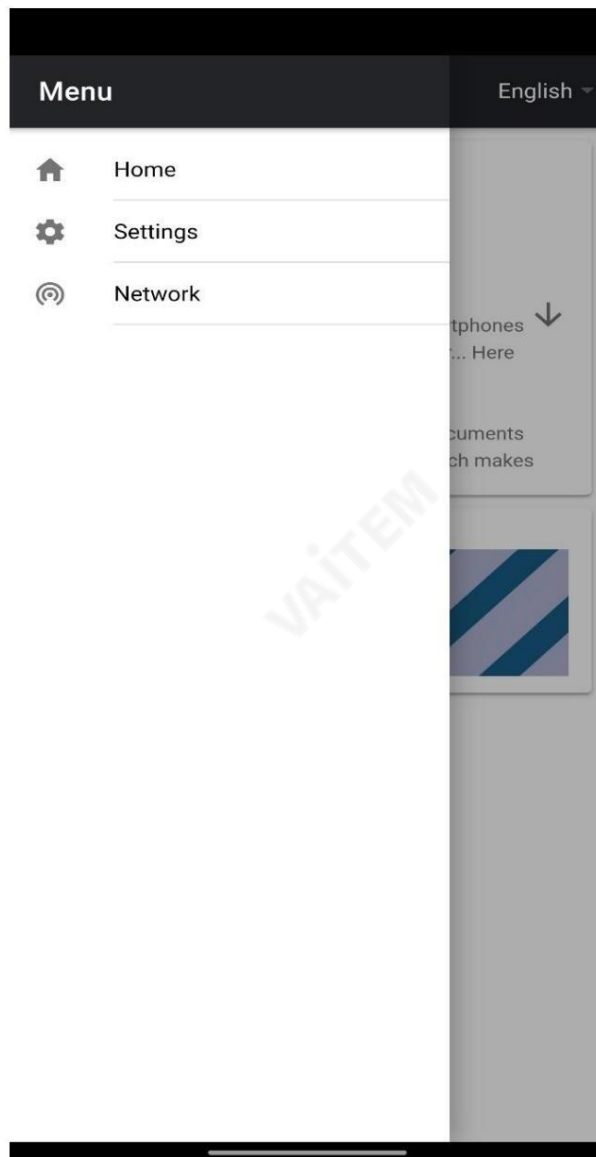 Menu
English
Home
Settings
Network
tphones
... Here
cuments
ch makes
VAITEM